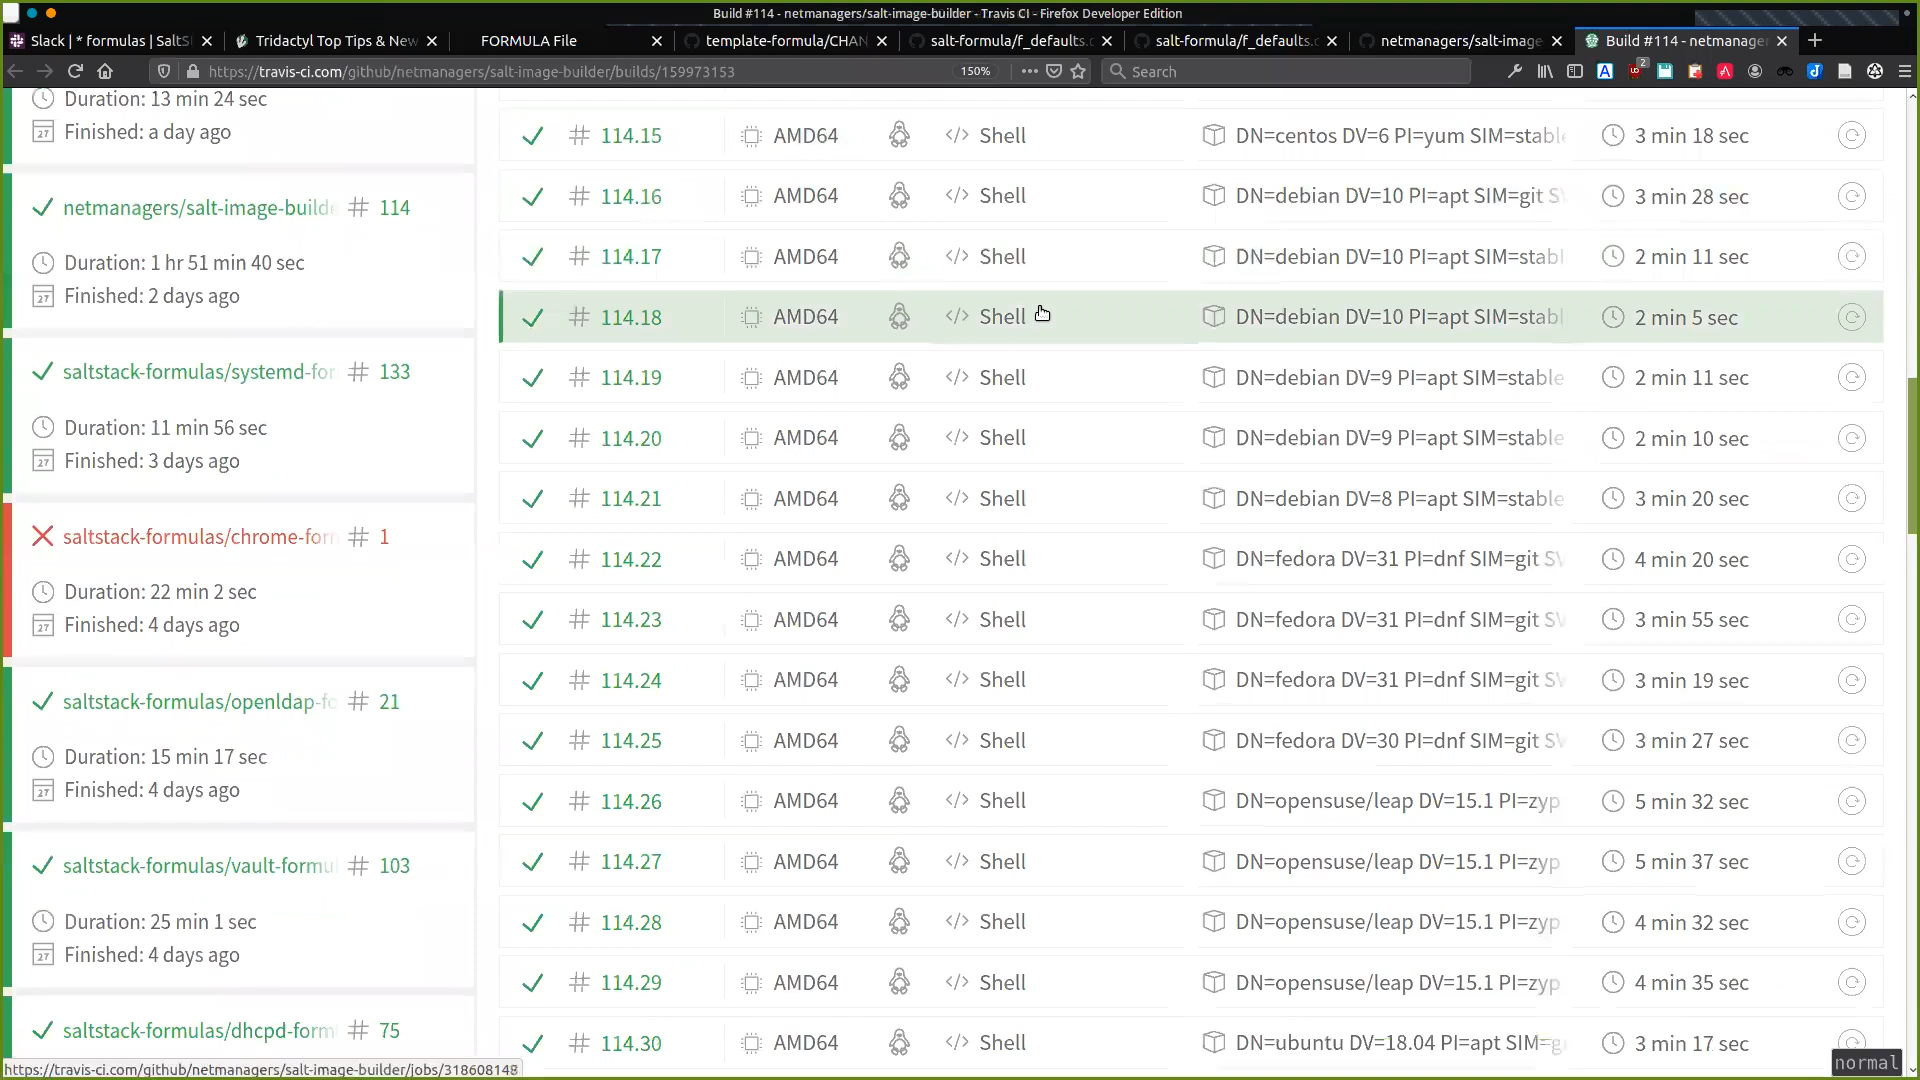 Build #114 - netmanagers/salt-image-builder - Travis CI - Firefox Developer Edition
Slack | * formulas | SaltS
Tridactyl Top Tips & New
FORMULA File
template-formula/CHAN
salt-formula/f_defaults.
salt-formula/f_defaults.
netmanagers/salt-image
Build #114 - netmanager
https://travis-ci.com/github/netmanagers/salt-image-builder/builds/159973153
150%
Search
2
Duration: 13 min 24 sec
27 Finished: a day ago
netmanagers/salt-image-builde # 114
Duration: 1 hr 51 min 40 sec
27 Finished: 2 days ago
saltstack-formulas/systemd-for # 133
Duration: 11 min 56 sec
27 Finished: 3 days ago
saltstack-formulas/chrome-form # 1
Duration: 22 min 2 sec
27 Finished: 4 days ago
saltstack-formulas/openldap-fo # 21
Duration: 15 min 17 sec
27 Finished: 4 days ago
saltstack-formulas/vault-formu # 103
Duration: 25 min 1 sec
27 Finished: 4 days ago
saltstack-formulas/dhcpd-form # 75
# 114.15 AMD64 </> Shell DN=centos DV=6 PI=yum SIM=stable 3 min 18 sec
# 114.16 AMD64 </> Shell DN=debian DV=10 PI=apt SIM=git S 3 min 28 sec
# 114.17 AMD64 </> Shell DN=debian DV=10 PI=apt SIM=stabl 2 min 11 sec
# 114.18 AMD64 </> Shell DN=debian DV=10 PI=apt SIM=stabl 2 min 5 sec
# 114.19 AMD64 </> Shell DN=debian DV=9 PI=apt SIM=stable 2 min 11 sec
# 114.20 AMD64 </> Shell DN=debian DV=9 PI=apt SIM=stable 2 min 10 sec
# 114.21 AMD64 </> Shell DN=debian DV=8 PI=apt SIM=stable 3 min 20 sec
# 114.22 AMD64 </> Shell DN=fedora DV=31 PI=dnf SIM=git SV 4 min 20 sec
# 114.23 AMD64 </> Shell DN=fedora DV=31 PI=dnf SIM=git SV 3 min 55 sec
# 114.24 AMD64 </> Shell DN=fedora DV=31 PI=dnf SIM=git SV 3 min 19 sec
# 114.25 AMD64 </> Shell DN=fedora DV=30 PI=dnf SIM=git SV 3 min 27 sec
# 114.26 AMD64 </> Shell DN=opensuse/leap DV=15.1 PI=zyp 5 min 32 sec
# 114.27 AMD64 </> Shell DN=opensuse/leap DV=15.1 PI=zyp 5 min 37 sec
# 114.28 AMD64 </> Shell DN=opensuse/leap DV=15.1 PI=zyp 4 min 32 sec
# 114.29 AMD64 </> Shell DN=opensuse/leap DV=15.1 PI=zyp 4 min 35 sec
# 114.30 AMD64 </> Shell DN=ubuntu DV=18.04 PI=apt SIM=g 3 min 17 sec
https://travis-ci.com/github/netmanagers/salt-image-builder/jobs/318608148
normal